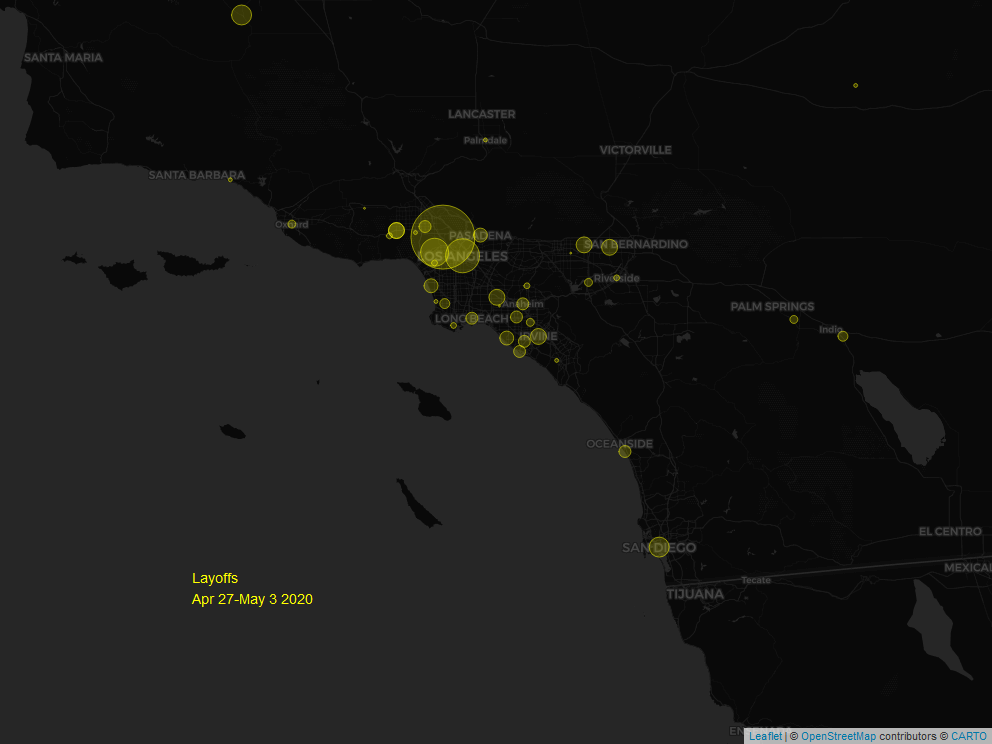 SANTA MARIA
LANCASTER
Palmdale
VICTORVILLE
SANTA BARBARA
Oxnard
PASADENA
SAN BERNARDINO
LOS ANGELES
Riverside
Anaheim
PALM SPRINGS
LONG BEACH
Indio
IRVINE
OCEANSIDE
EL CENTRO
SAN DIEGO
MEXICAL
Layoffs
Tecate
TIJUANA
Apr 27-May 3 2020
Leaflet | © OpenStreetMap contributors © CARTO